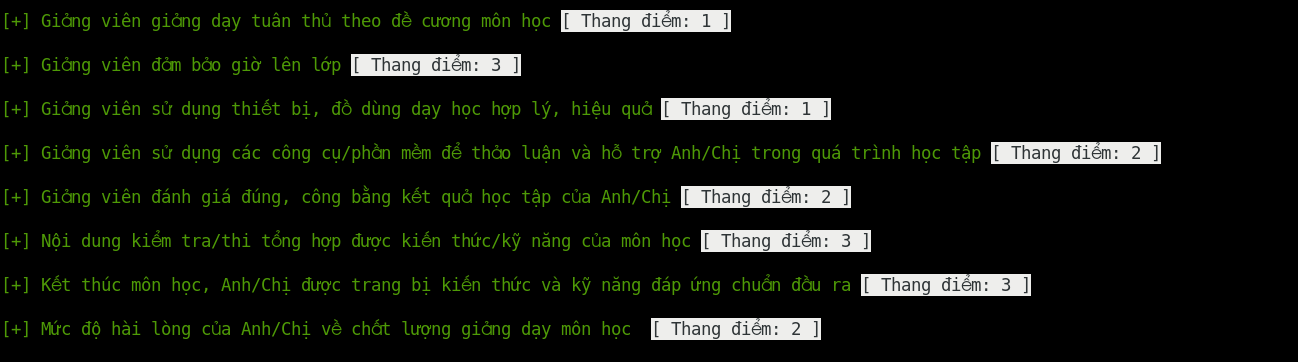 [+] Giảng viên giảng dạy tuân thủ theo đề cương môn học [ Thang điểm: 1 ]
[+] Giảng viên đảm bảo giờ lên lớp [ Thang điểm: 3 ]
[+] Giảng viên sử dụng thiết bị, đồ dùng dạy học hợp lý, hiệu quả [ Thang điểm: 1 ]
[+] Giảng viên sử dụng các công cụ/phần mềm để thảo luận và hỗ trợ Anh/Chị trong quá trình học tập [ Thang điểm: 2 ]
[+] Giảng viên đánh giá đúng, công bằng kết quả học tập của Anh/Chị [ Thang điểm: 2 ]
[+] Nội dung kiểm tra/thi tổng hợp được kiến thức/kỹ năng của môn học [ Thang điểm: 3 ]
[+] Kết thúc môn học, Anh/Chị được trang bị kiến thức và kỹ năng đáp ứng chuẩn đầu ra [ Thang điểm: 3 ]
[+] Mức độ hài lòng của Anh/Chị về chất lượng giảng dạy môn học  [ Thang điểm: 2 ]